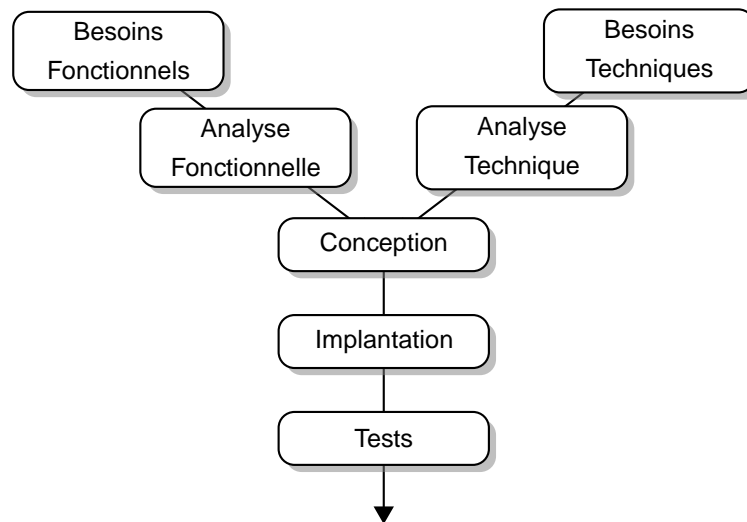 Besoins
Fonctionnels
Besoins
Techniques
Analyse
Fonctionnelle
Analyse
Technique
Conception
Implantation
Tests